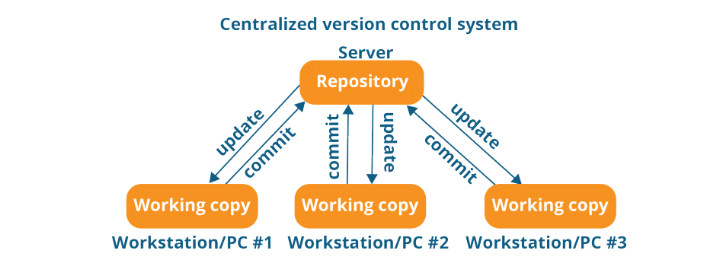 Centralized version control system
Server
Repository
update
commit
commit
update
update
commit
Working copy
Working copy
Working copy
Workstation/PC #1
Workstation/PC #2
Workstation/PC #3